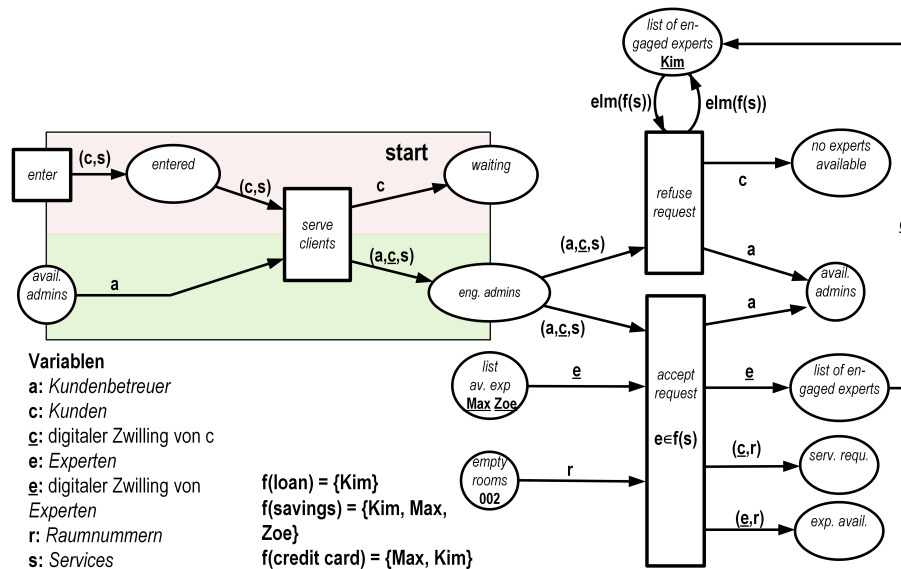 list of en-
gaged experts
Kim
elm(f(s))
elm(f(s))
enter
(c,s)
entered
start
waiting
(c,s)
c
serve
clients
refuse
request
c
no experts
available
(a,c,s)
(a,c,s)
a
avail.
admins
a
eng. admins
avail.
admins
(a,c,s)
a
Variablen
a: Kundenbetreuer
c: Kunden
c: digitaler Zwilling von c
e: Experten
e: digitaler Zwilling von
Experten
r: Raumnummern
s: Services
list
av. exp
Max Zoe
e
accept
request
e∈f(s)
e
list of en-
gaged experts
empty
rooms
002
r
(c,r)
serv. requ.
(e,r)
exp. avail.
f(loan) = {Kim}
f(savings) = {Kim, Max,
Zoe}
f(credit card) = {Max, Kim}